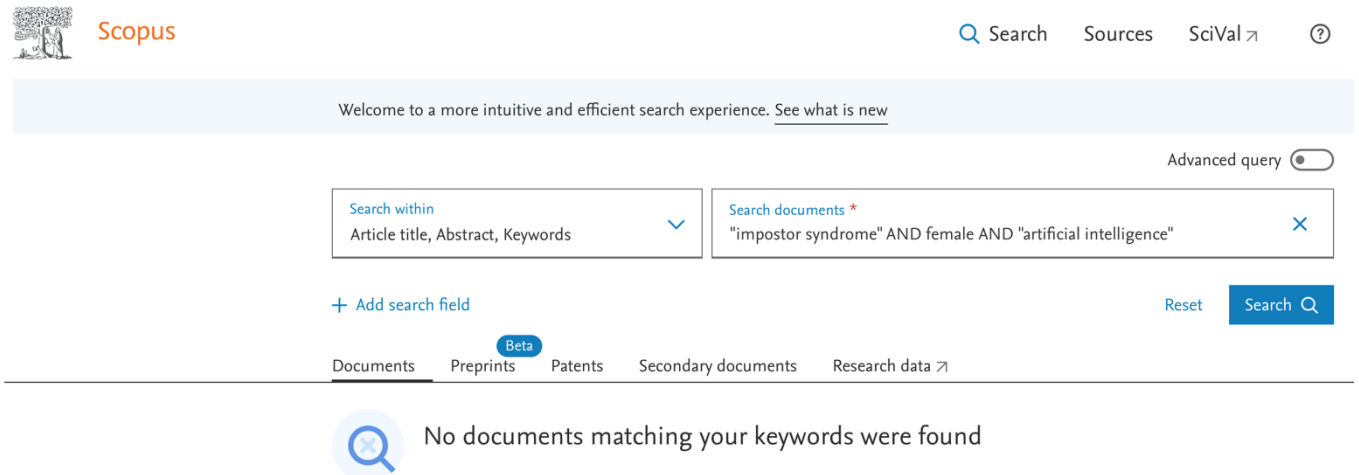 Scopus
Search Sources SciVal ?
Welcome to a more intuitive and efficient search experience. See what is new
Advanced query
Search within
Article title, Abstract, Keywords
Search documents *
"impostor syndrome" AND female AND "artificial intelligence"
+ Add search field
Reset Search
Beta
Documents Preprints Patents Secondary documents Research data
No documents matching your keywords were found